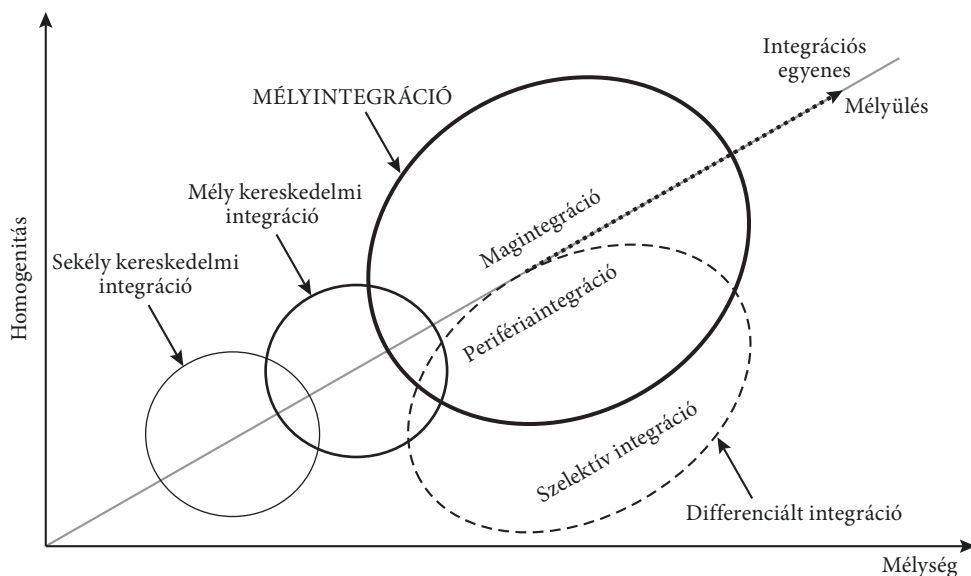 Integrációs
egyenes
Mélyülés
MÉLYINTEGRÁCIÓ
Mély kereskedelmi
integráció
Sekély kereskedelmi
integráció
Magintegráció
Perifériaintegráció
Szelektív integráció
Differenciált integráció
Homogenitás
Mélység